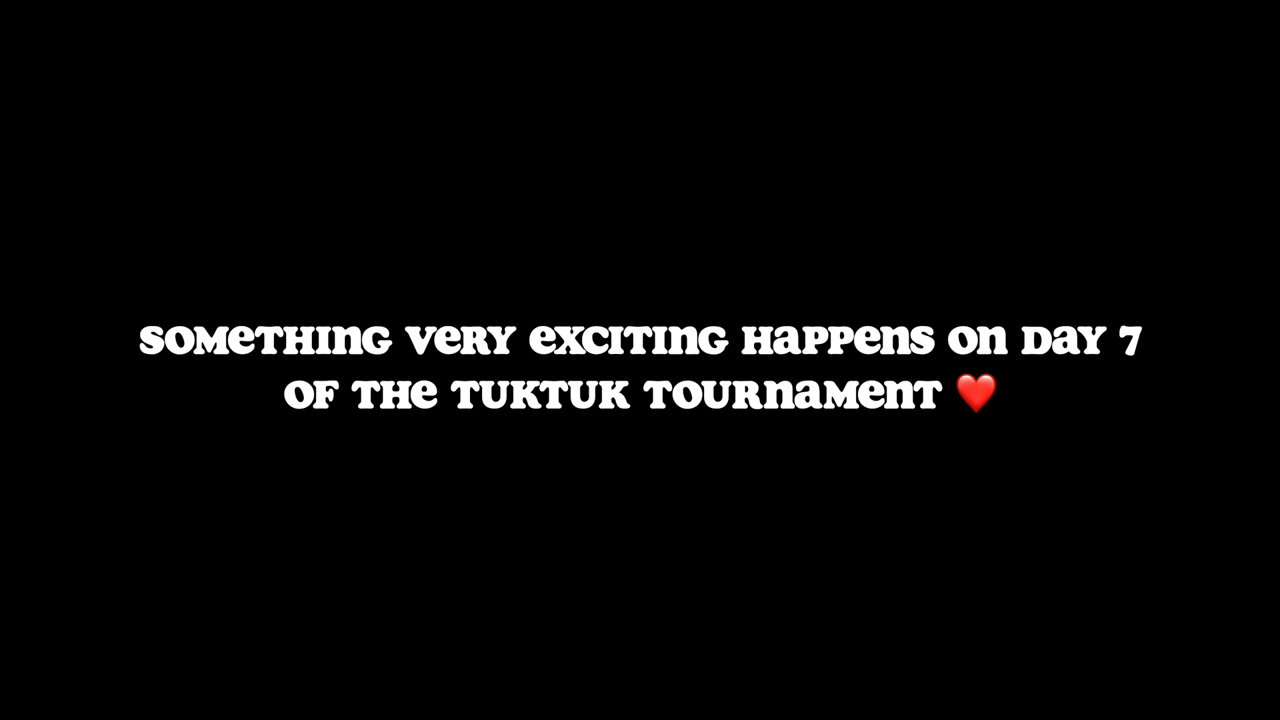 SOMETHING VERY EXCITING HAPPENS ON DAY 7
OF THE TUKTUK TOURNAMENT ❤️